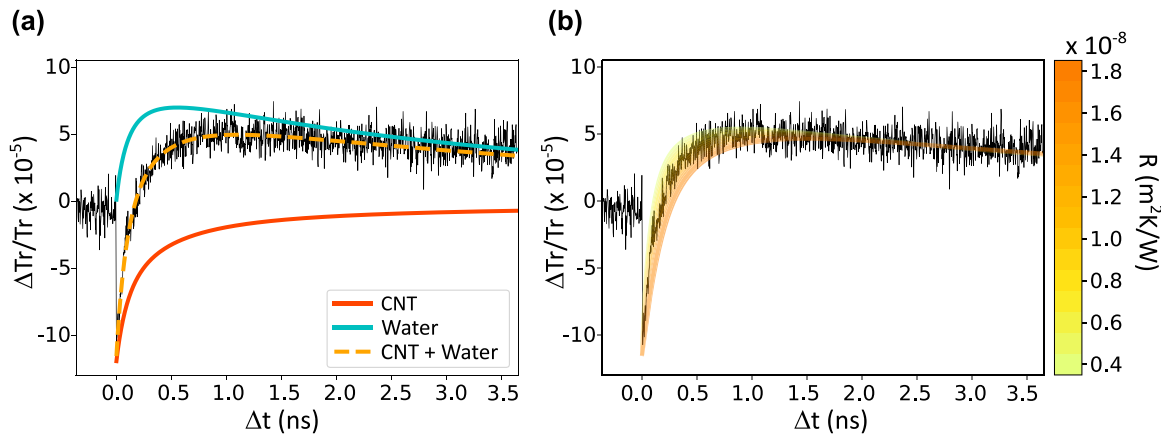 (a)
ΔTr/Tr (x 10⁻⁵)
10
5
0
-5
-10
0.0 0.5 1.0 1.5 2.0 2.5 3.0 3.5
Δt (ns)
CNT
Water
CNT + Water
(b)
ΔTr/Tr (x 10⁻⁵)
10
5
0
-5
-10
0.0 0.5 1.0 1.5 2.0 2.5 3.0 3.5
Δt (ns)
x 10⁻⁸
1.8
1.6
1.4
1.2
1.0
0.8
0.6
0.4
R (m²K/W)